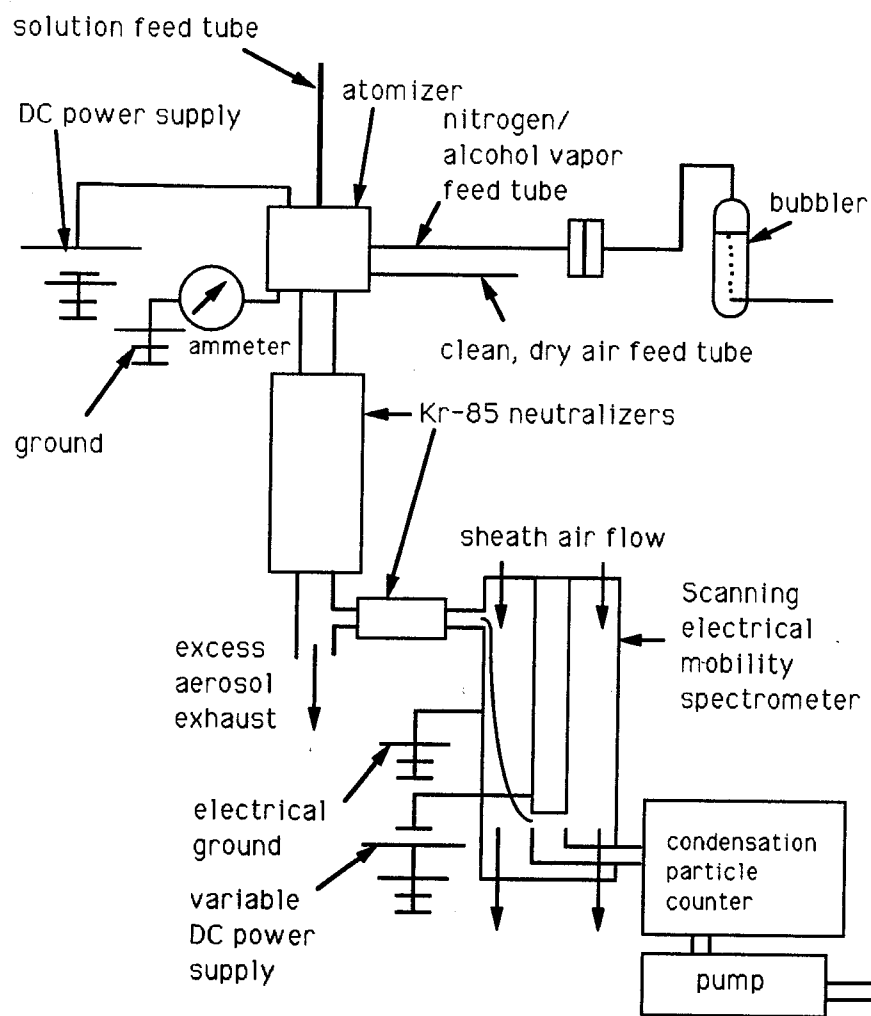 solution feed tube
DC power supply
atomizer
nitrogen/
alcohol vapor
feed tube
bubbler
ammeter
clean, dry air feed tube
ground
Kr-85 neutralizers
sheath air flow
Scanning
electrical
mobility
spectrometer
excess
aerosol
exhaust
electrical
ground
variable
DC power
supply
condensation
particle
counter
pump